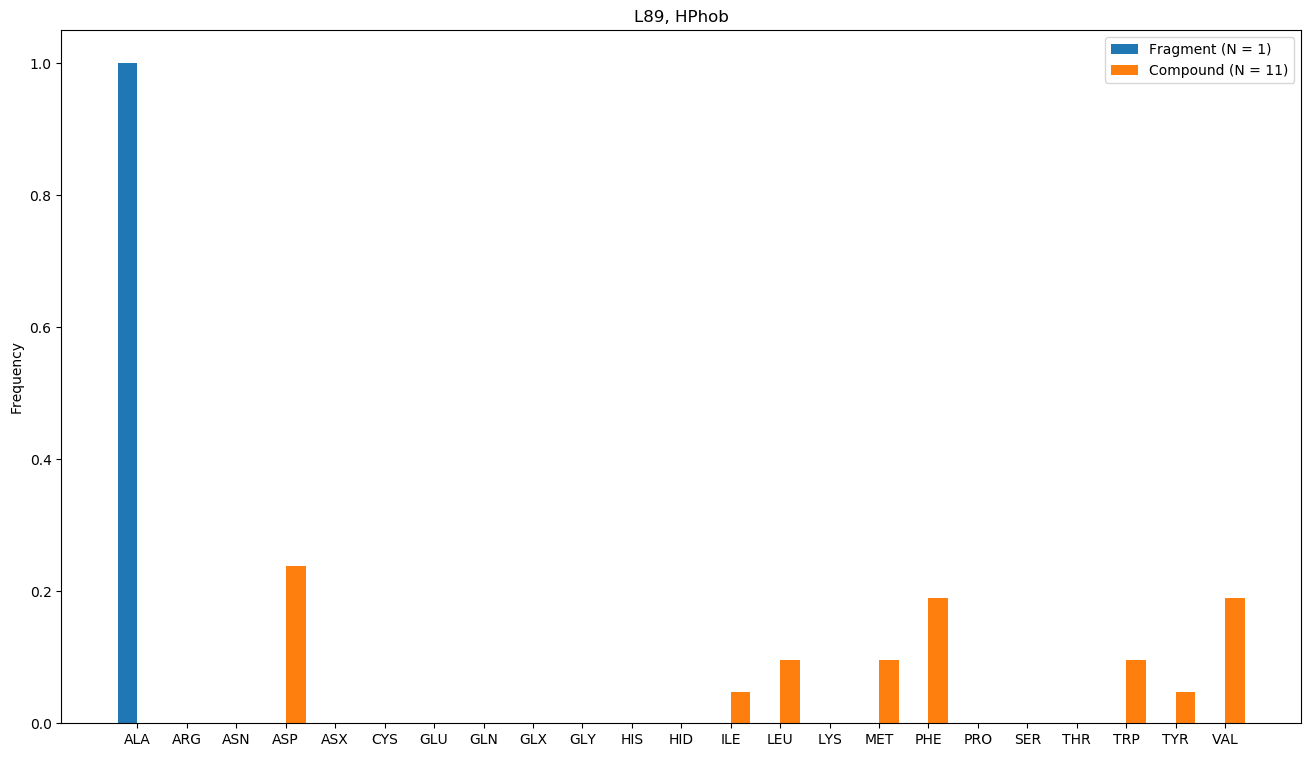 L89, HPhob
Fragment (N = 1)
Compound (N = 11)
Frequency
1.0
0.8
0.6
0.4
0.2
0.0
ALA ARG ASN ASP ASX CYS GLU GLN GLX GLY HIS HID ILE LEU LYS MET PHE PRO SER THR TRP TYR VAL